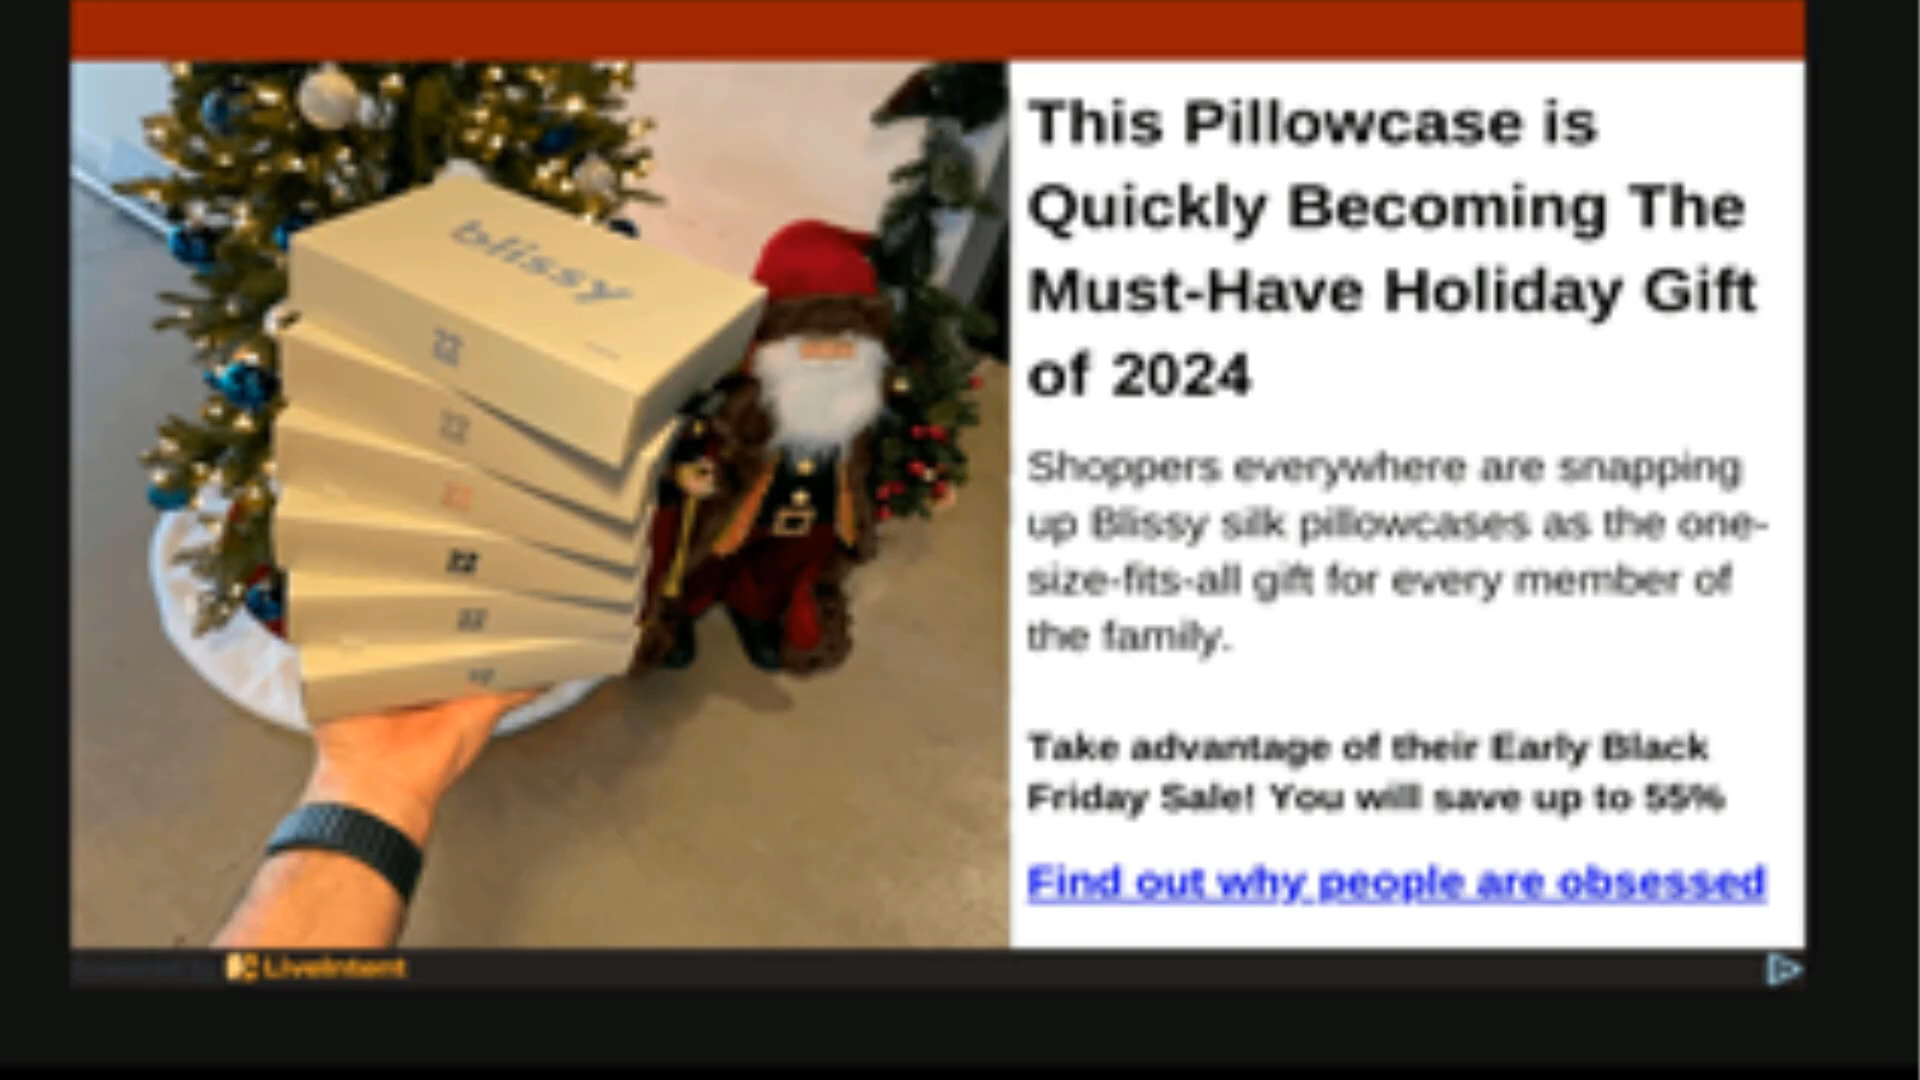 blissy
This Pillowcase is
Quickly Becoming The
Must-Have Holiday Gift
of 2024
Shoppers everywhere are snapping
up Blissy silk pillowcases as the one-
size-fits-all gift for every member of
the family.
Take advantage of their Early Black
Friday Sale! You will save up to 55%
Find out why people are obsessed
LiveIntent